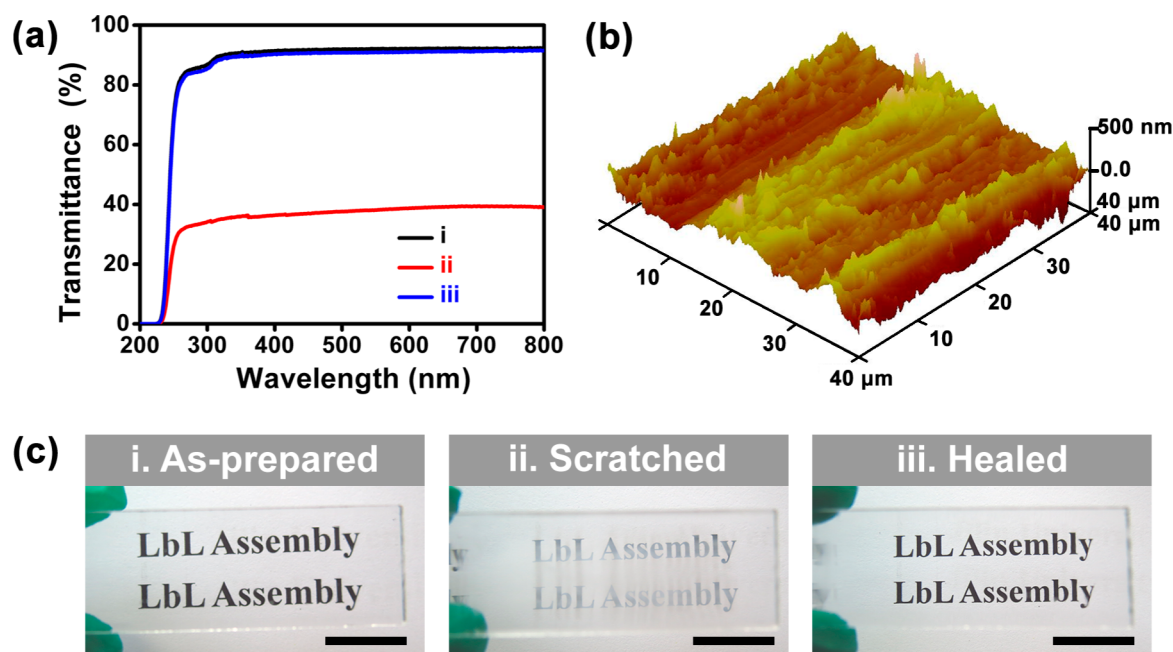 (a)
100
80
60
40
20
0
Transmittance (%)
200 300 400 500 600 700 800
Wavelength (nm)
i
ii
iii
(b)
500 nm
0.0
40 µm
40 µm
30
20
10
10
20
30
40 µm
(c)
i. As-prepared
LbL Assembly
LbL Assembly
ii. Scratched
LbL Assembly
LbL Assembly
iii. Healed
LbL Assembly
LbL Assembly